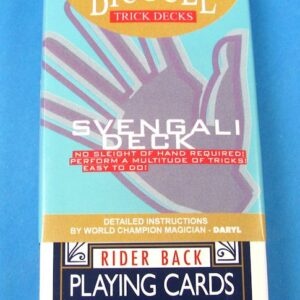 BICYCLE
TRICK DECKS
SVENGALI
DECK
NO SLEIGHT OF HAND REQUIRED!
PERFORM A MULTITUDE OF TRICKS!
EASY TO DO!
DETAILED INSTRUCTIONS
BY WORLD CHAMPION MAGICIAN - DARYL
RIDER BACK
PLAYING CARDS